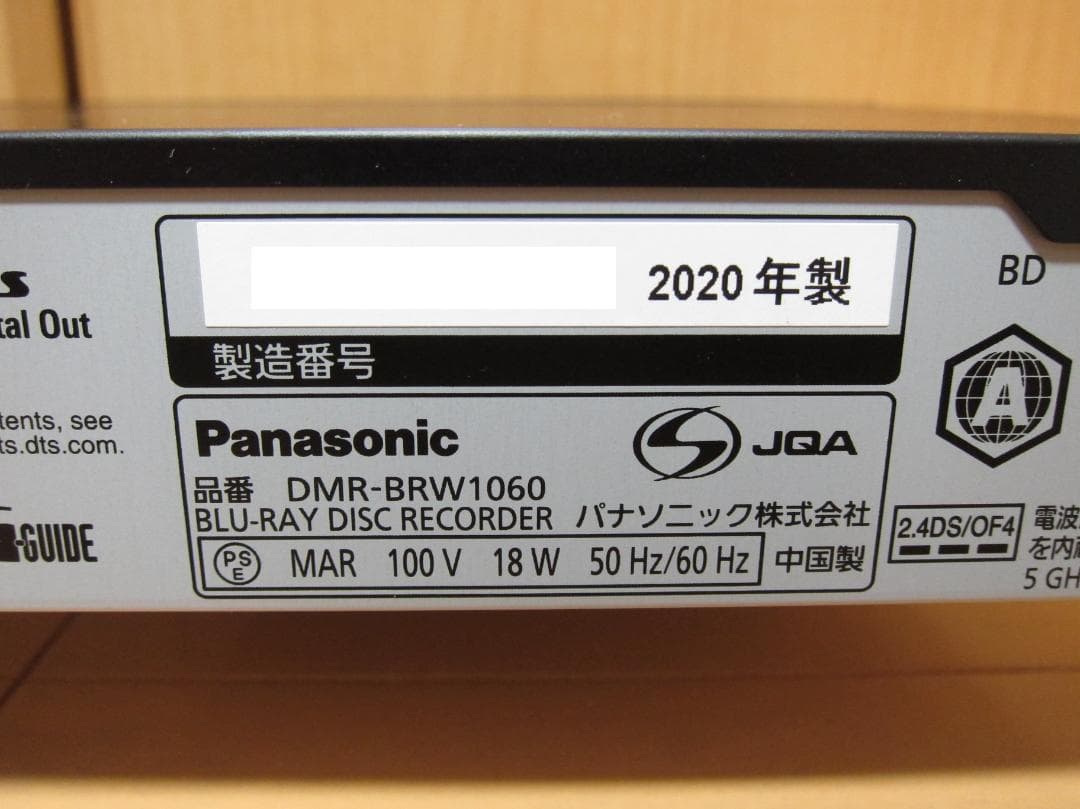 2020 年製
製造番号
tal Out
tents, see
ts.dts.com.
-GUIDE
Panasonic
JQA
品番 DMR-BRW1060
BLU-RAY DISC RECORDER パナソニック株式会社
PSE MAR 100 V 18 W 50 Hz/60 Hz 中国製
BD
A
2.4DS/OF4
電波
を内
5 GH